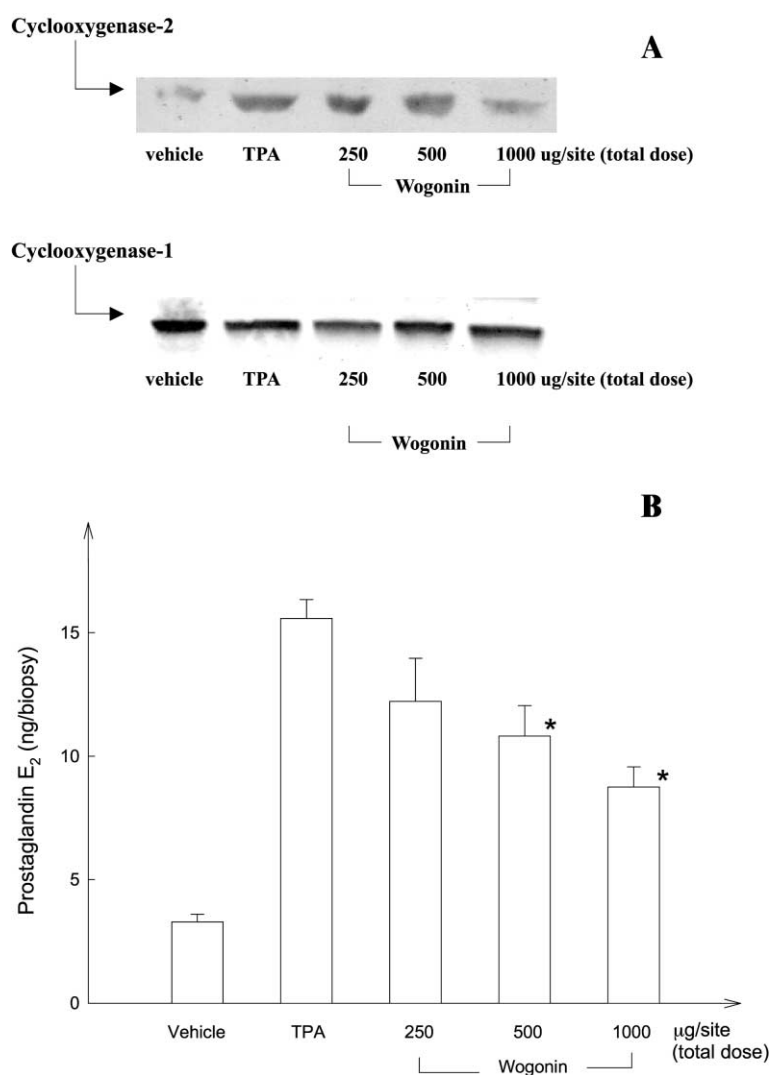 Cyclooxygenase-2
A
vehicle TPA 250 500 1000 ug/site (total dose)
Wogonin
Cyclooxygenase-1
vehicle TPA 250 500 1000 ug/site (total dose)
Wogonin
B
Prostaglandin E2 (ng/biopsy)
15
*
10
*
5
0
Vehicle TPA 250 500 1000 μg/site
(total dose)
Wogonin